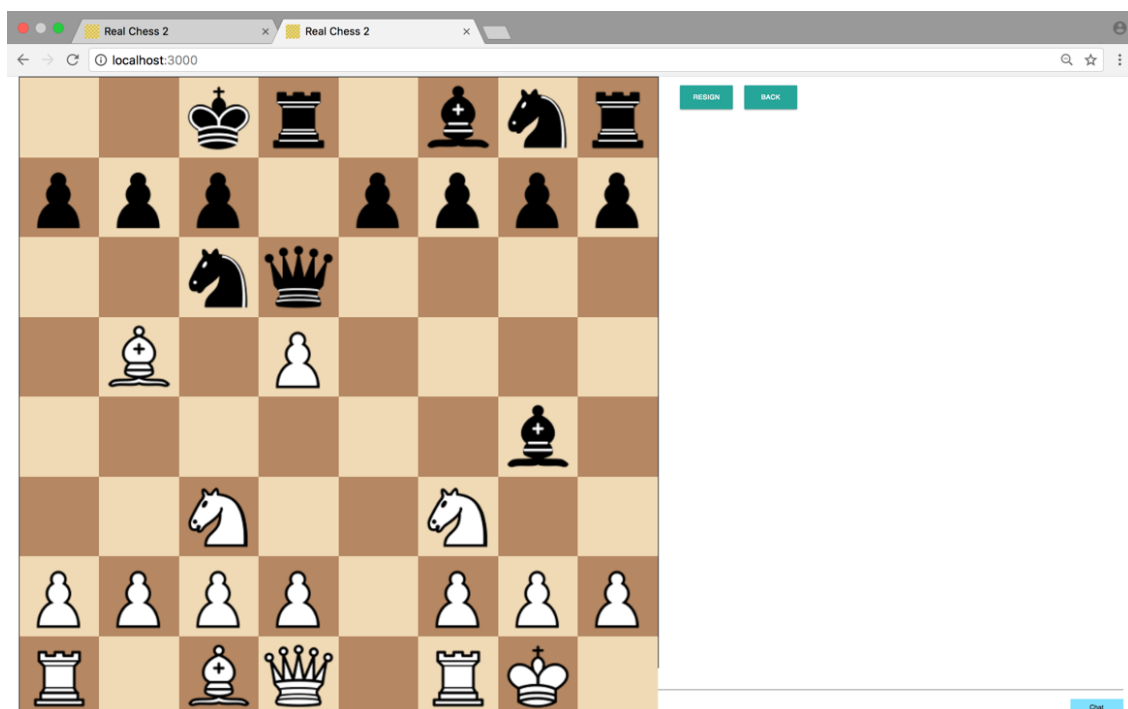 Real Chess 2
Real Chess 2
localhost:3000
RESIGN
BACK
Chat